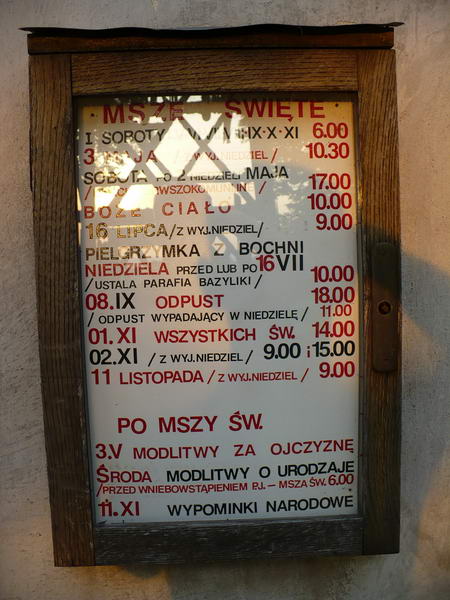 MSZE ŚWIĘTE
I SOBOTY IX·X·XI 6.00
3 MAJA / Z WYJ.NIEDZIEL / 10.30
SOBOTA PO 2 NIEDZIELI MAJA
17.00
BOŻE CIAŁO 10.00
16 LIPCA / Z WYJ.NIEDZIEL/ 9.00
PIELGRZYMKA Z BOCHNI
NIEDZIELA PRZED LUB PO 16 VII
/ USTALA PARAFIA BAZYLIKI / 10.00
08.IX ODPUST 18.00
/ ODPUST WYPADAJĄCY W NIEDZIELĘ / 11.00
01.XI WSZYSTKICH ŚW. 14.00
02.XI / Z WYJ.NIEDZIEL / 9.00 i 15.00
11 LISTOPADA / Z WYJ.NIEDZIEL / 9.00
PO MSZY ŚW.
3.V MODLITWY ZA OJCZYZNĘ
ŚRODA MODLITWY O URODZAJE
/PRZED WNIEBOWSTĄPIENIEM P.J. – MSZA ŚW. 6.00
11.XI WYPOMINKI NARODOWE